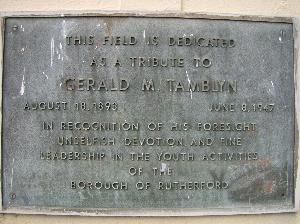 THIS FIELD IS DEDICATED
AS A TRIBUTE TO
GERALD M. TAMBLYN
AUGUST 18, 1893 JUNE 8, 1947
IN RECOGNITION OF HIS FORESIGHT,
UNSELFISH DEVOTION AND FINE
LEADERSHIP IN THE YOUTH ACTIVITIES
OF THE
BOROUGH OF RUTHERFORD